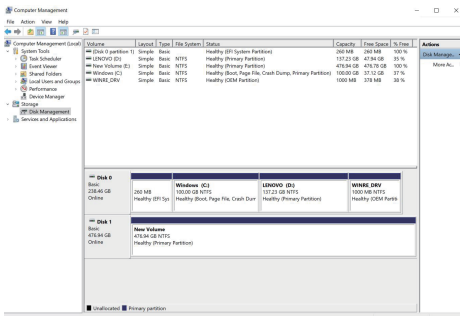 Computer Management
File Action View Help
Computer Management (Local)
System Tools
Task Scheduler
Event Viewer
Shared Folders
Local Users and Groups
Performance
Device Manager
Storage
Disk Management
Services and Applications
Volume Layout Type File System Status Capacity Free Space % Free
(Disk 0 partition 1) Simple Basic Healthy (EFI System Partition) 260 MB 260 MB 100 %
LENOVO (D:) Simple Basic NTFS Healthy (Primary Partition) 137.23 GB 47.94 GB 35 %
New Volume (E:) Simple Basic NTFS Healthy (Primary Partition) 476.94 GB 476.78 GB 100 %
Windows (C:) Simple Basic NTFS Healthy (Boot, Page File, Crash Dump, Primary Partition) 100.00 GB 37.12 GB 37 %
WINRE_DRV Simple Basic NTFS Healthy (OEM Partition) 1000 MB 378 MB 38 %
Actions
Disk Manage...
More Ac...
Disk 0
Basic
238.46 GB
Online
260 MB
Healthy (EFI Sys
Windows (C:)
100.00 GB NTFS
Healthy (Boot, Page File, Crash Dum
LENOVO (D:)
137.23 GB NTFS
Healthy (Primary Partition)
WINRE_DRV
1000 MB NTFS
Healthy (OEM Partiti
Disk 1
Basic
476.94 GB
Online
New Volume
476.94 GB NTFS
Healthy (Primary Partition)
Unallocated Primary partition